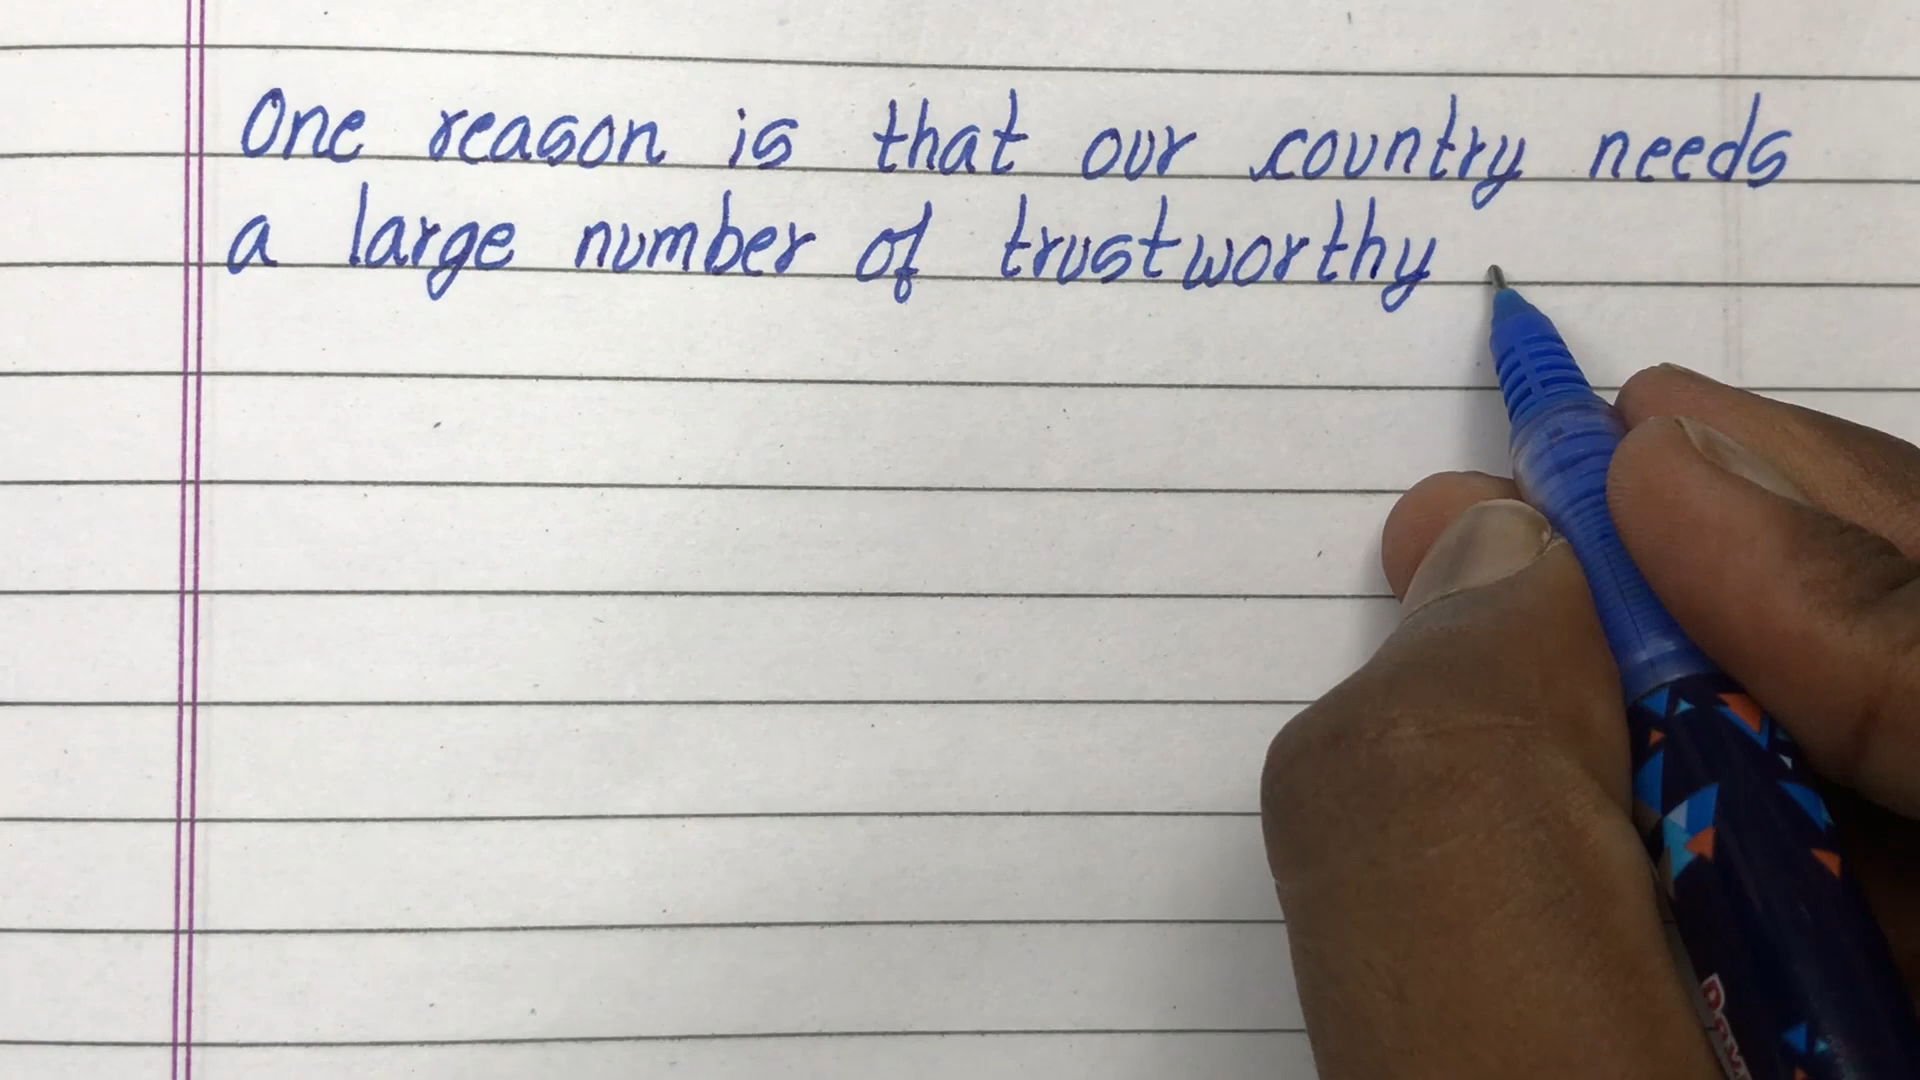 One reason is that our country needs
a large number of trustworthy